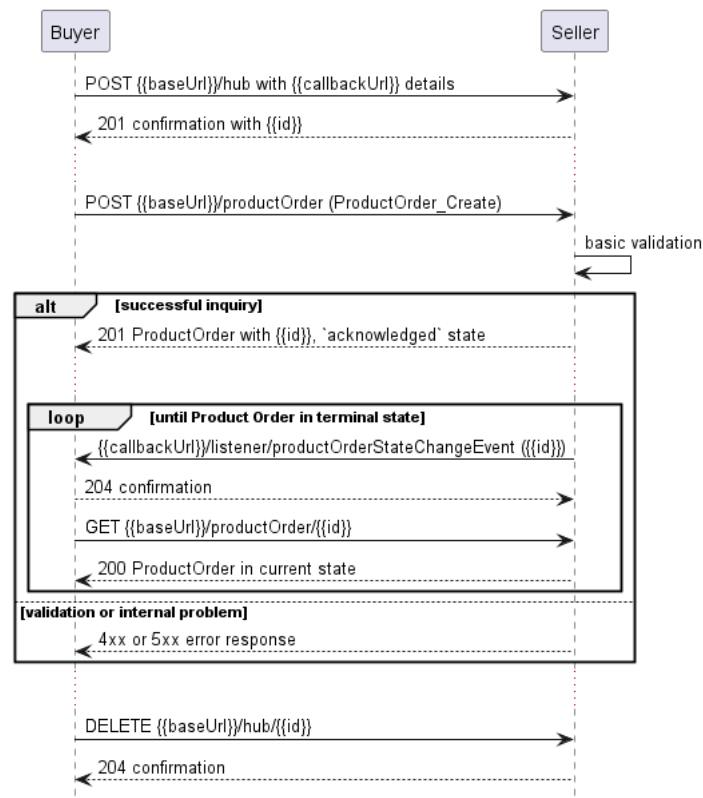 Buyer
Seller
POST {{baseUrl}}/hub with {{callbackUrl}} details
201 confirmation with {{id}}
POST {{baseUrl}}/productOrder (ProductOrder_Create)
basic validation
alt
[successful inquiry]
201 ProductOrder with {{id}}, `acknowledged` state
loop
[until Product Order in terminal state]
{{callbackUrl}}/listener/productOrderStateChangeEvent ({{id}})
204 confirmation
GET {{baseUrl}}/productOrder/{{id}}
200 ProductOrder in current state
[validation or internal problem]
4xx or 5xx error response
DELETE {{baseUrl}}/hub/{{id}}
204 confirmation